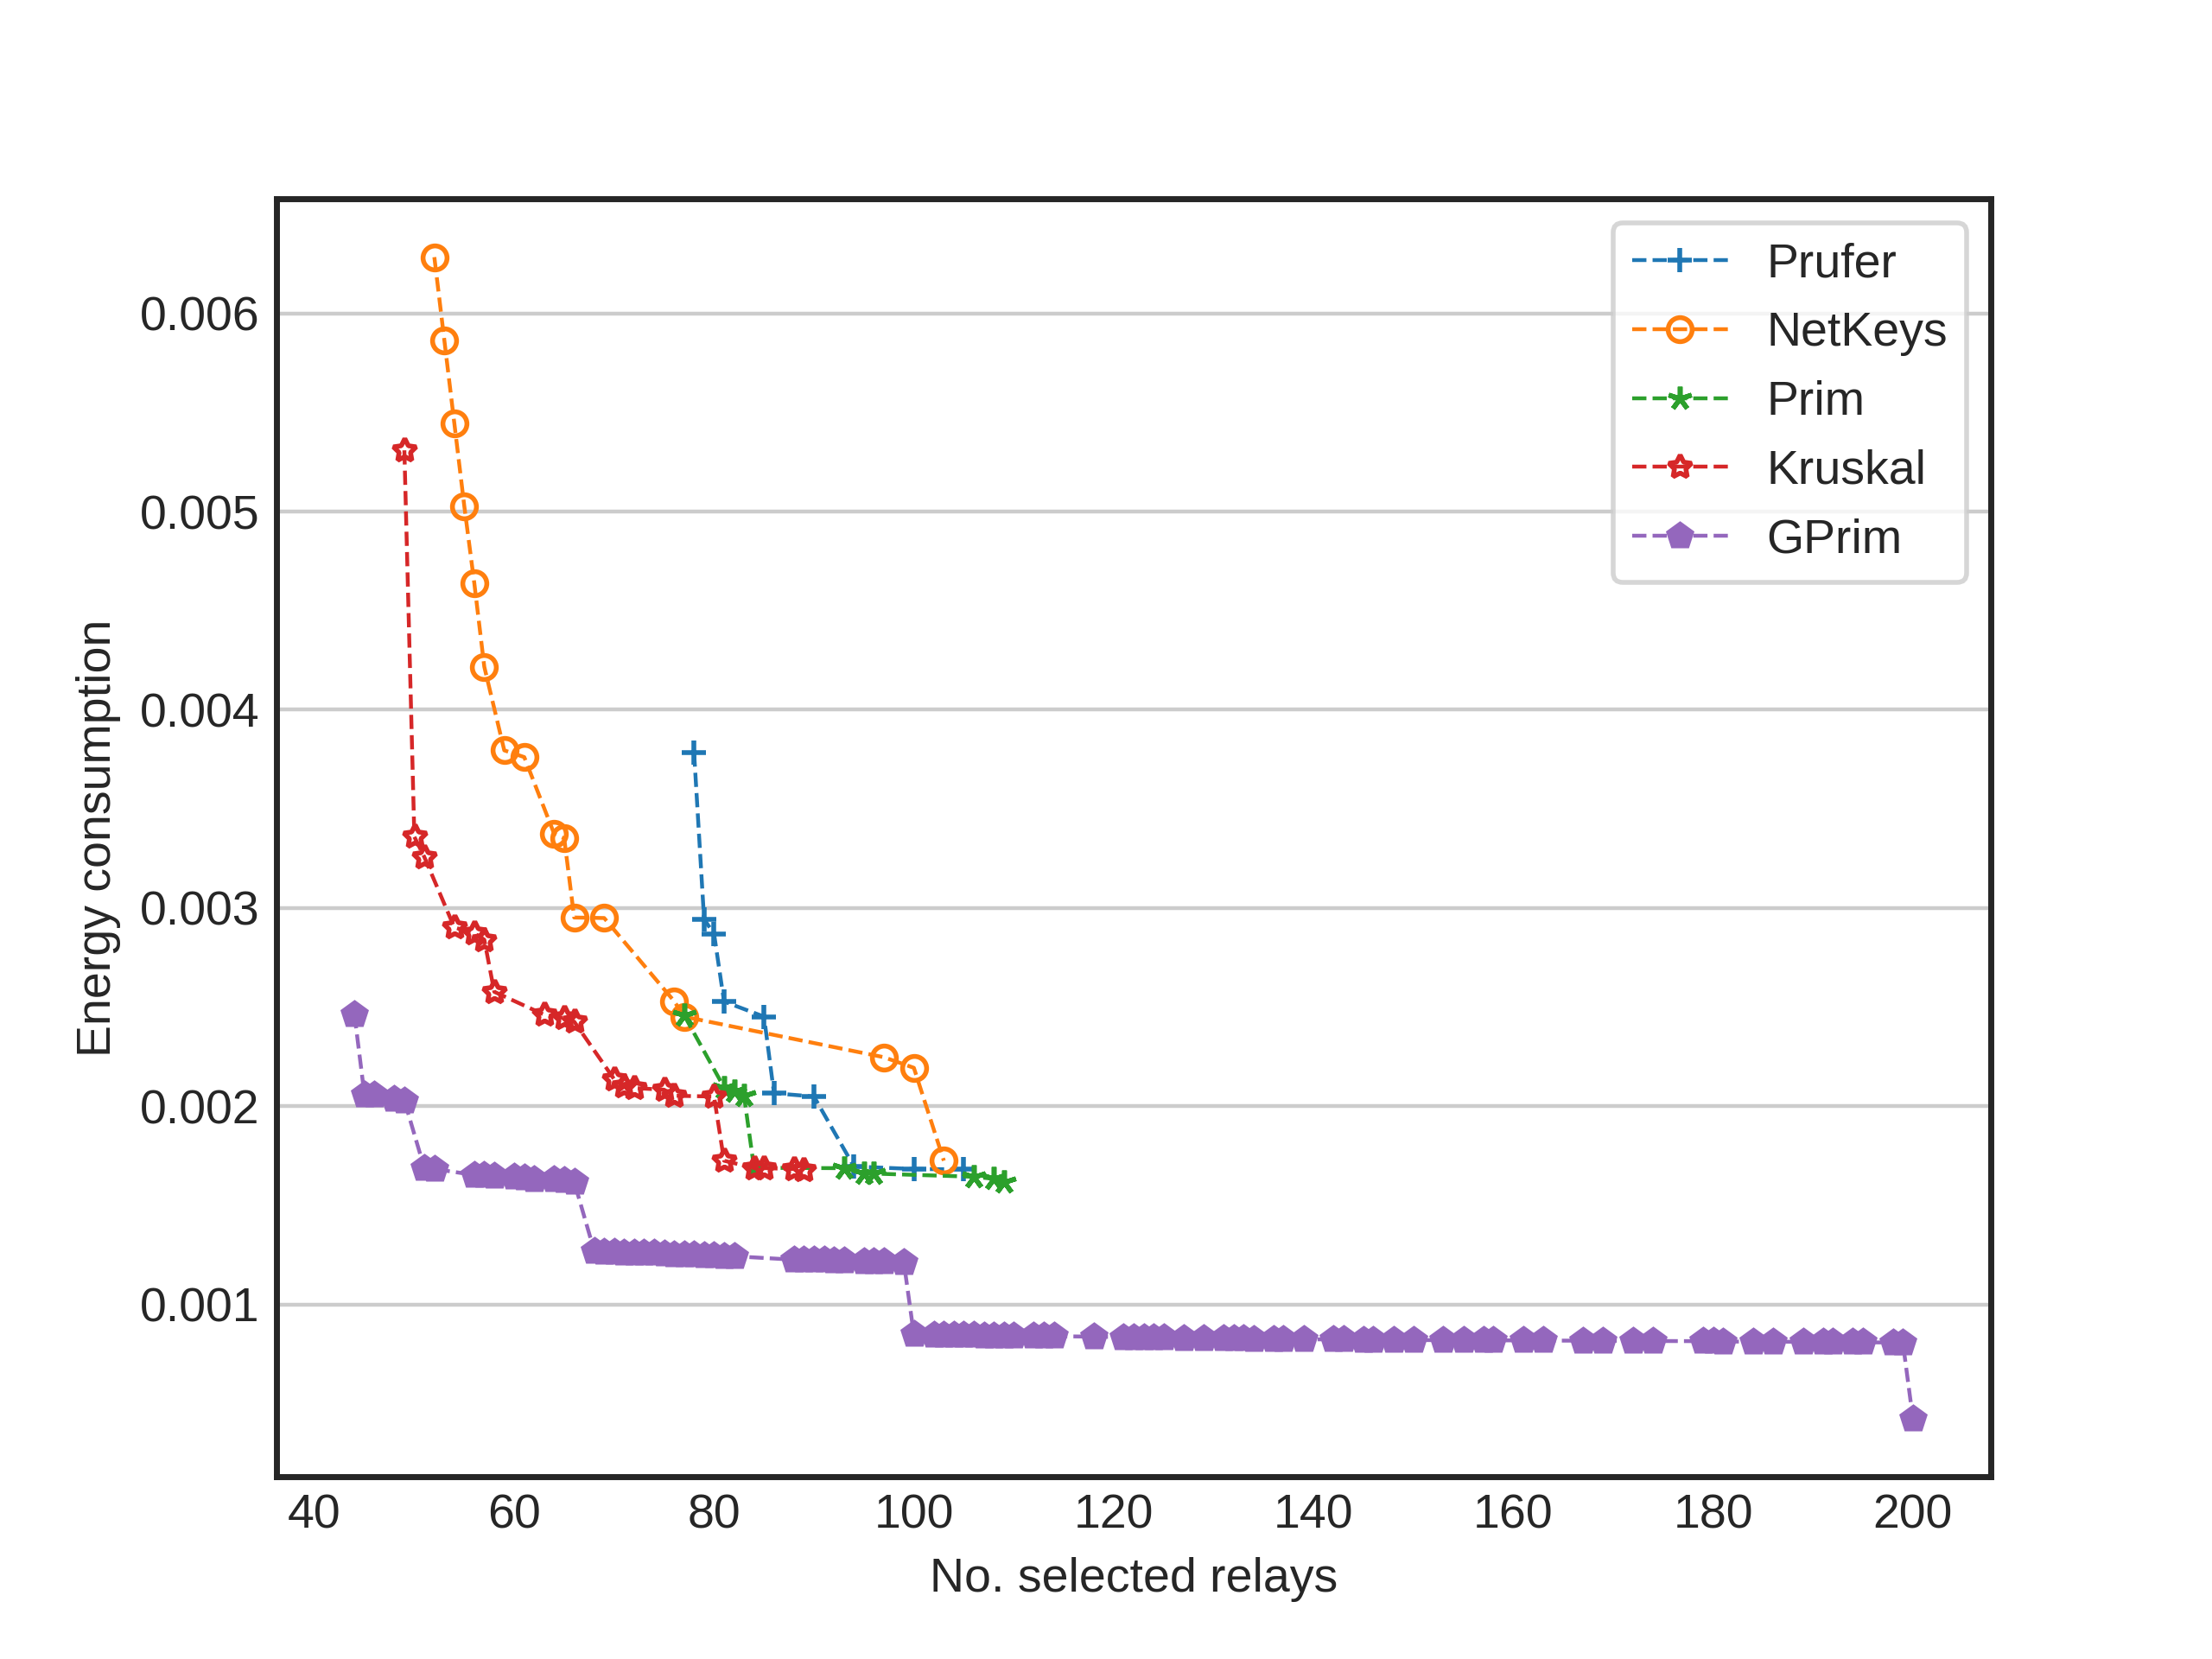 Prufer
NetKeys
Prim
Kruskal
GPrim
0.006
0.005
0.004
0.003
0.002
0.001
Energy consumption
40 60 80 100 120 140 160 180 200
No. selected relays